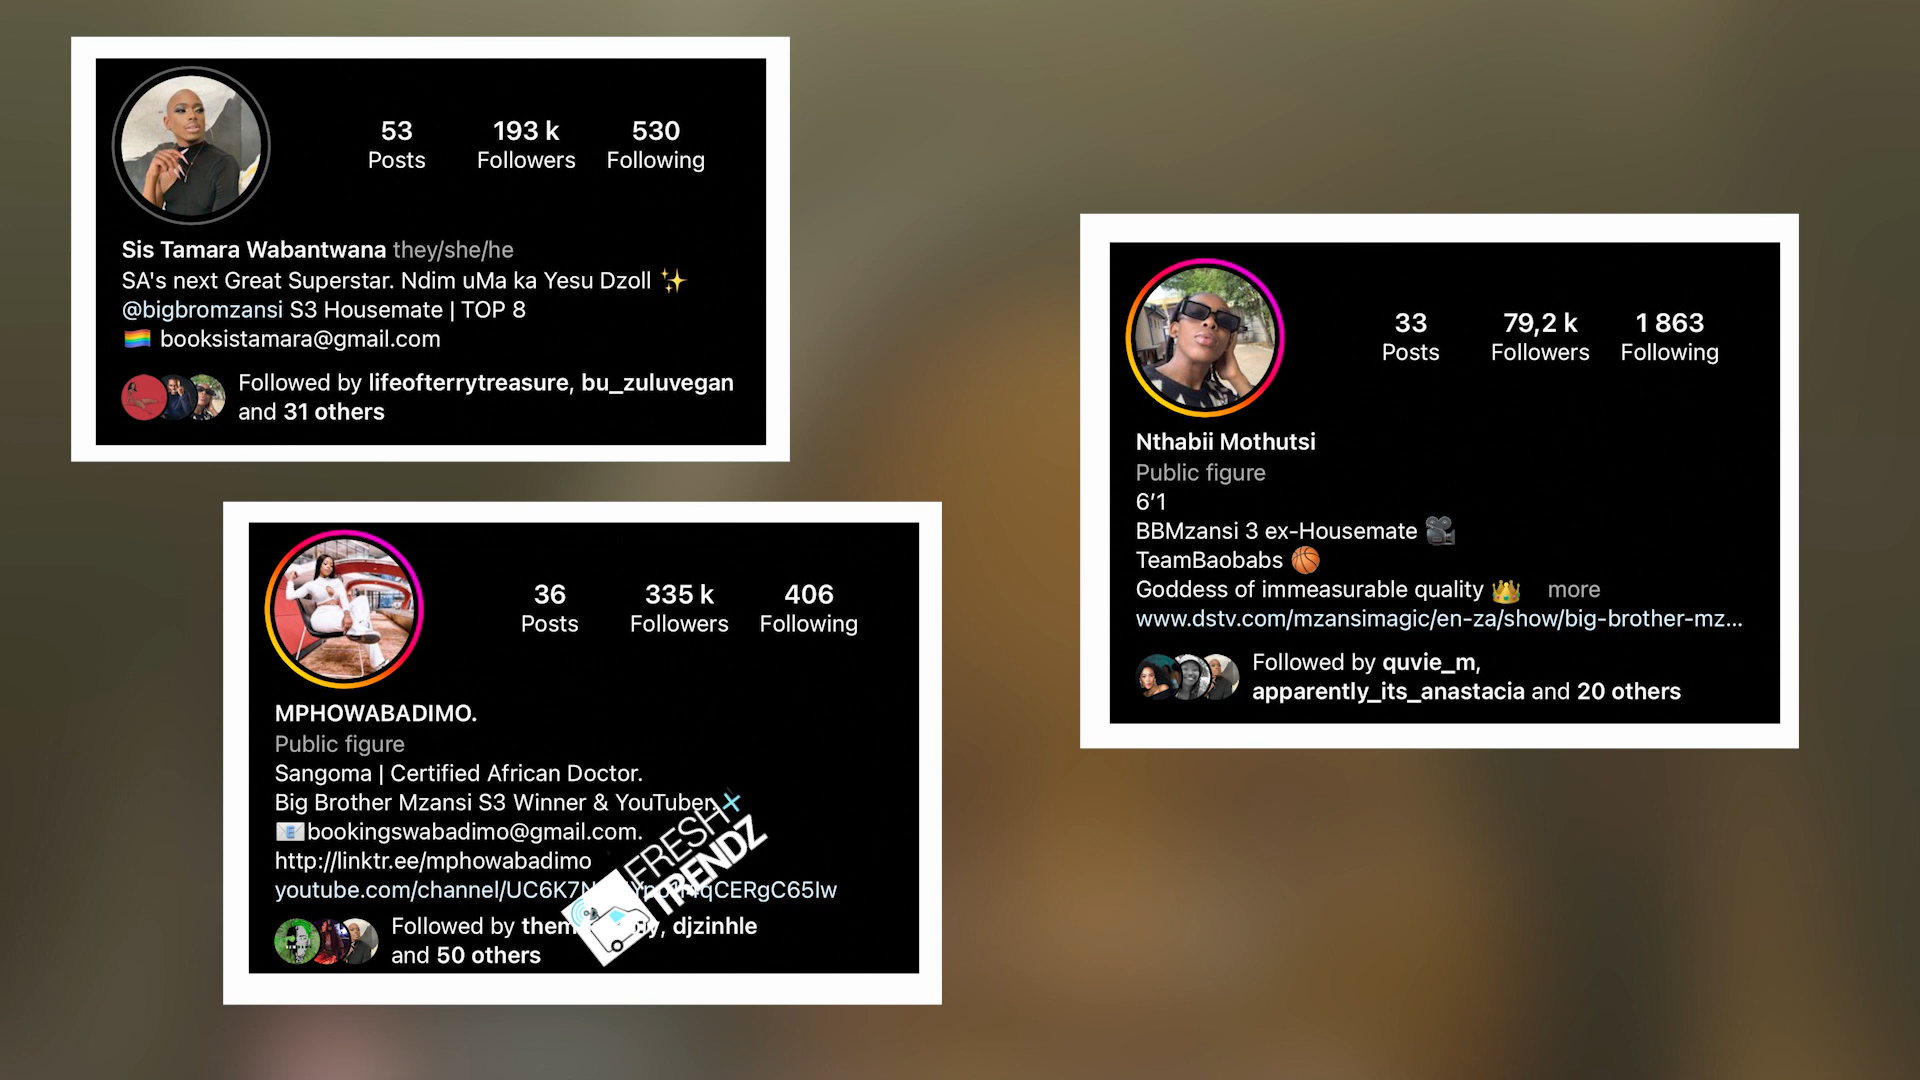 53 193 k 530
Posts Followers Following
Sis Tamara Wabantwana they/she/he
SA's next Great Superstar. Ndim uMa ka Yesu Dzoll ✨
@bigbromzansi S3 Housemate | TOP 8
🏳️‍🌈 booksistamara@gmail.com
Followed by lifeofterrytreasure, bu_zuluvegan
and 31 others
36 335 k 406
Posts Followers Following
MPHOWABADIMO.
Public figure
Sangoma | Certified African Doctor.
Big Brother Mzansi S3 Winner & YouTuber.
📧bookingswabadimo@gmail.com.
http://linktr.ee/mphowabadimo
Followed by djzinhle
and 50 others
FRESH
TRENDZ
33 79,2 k 1 863
Posts Followers Following
Nthabii Mothutsi
Public figure
6'1
BBMzansi 3 ex-Housemate 🎥
TeamBaobabs 🏀
Goddess of immeasurable quality 👑 more
www.dstv.com/mzansimagic/en-za/show/big-brother-mz...
Followed by quvie_m,
apparently_its_anastacia and 20 others